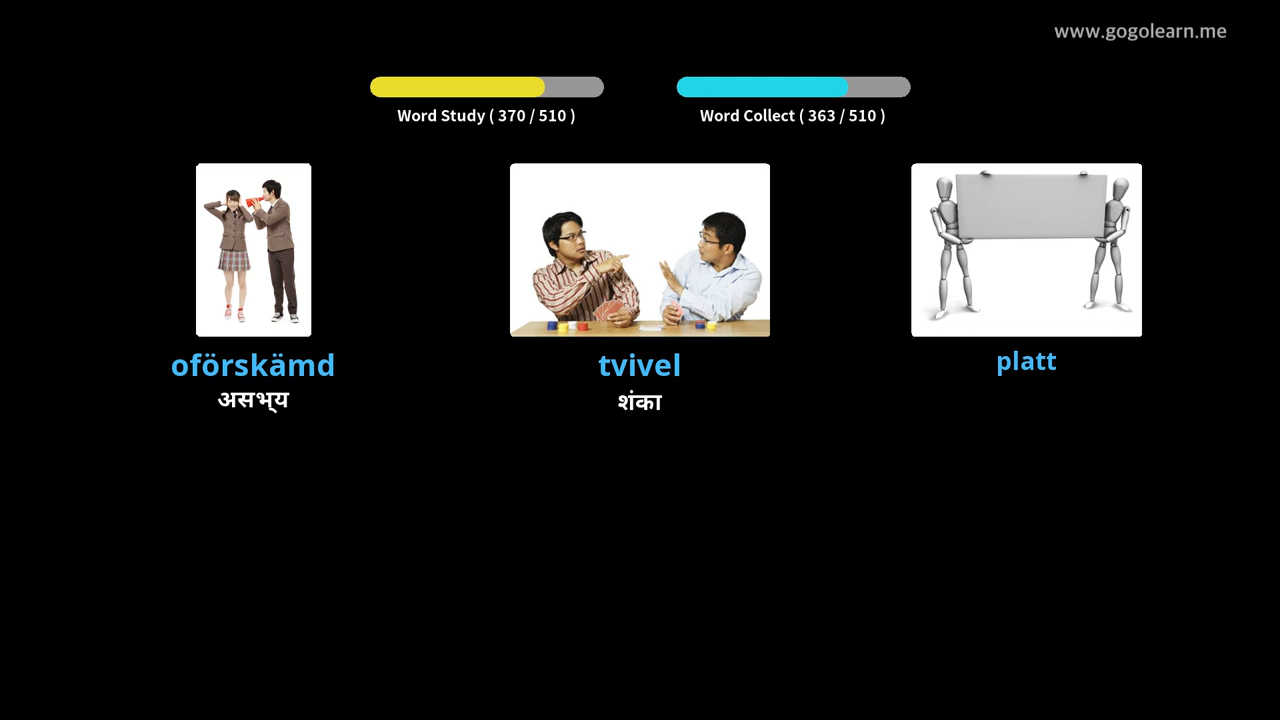 www.gogolearn.me
Word Study ( 370 / 510 )
Word Collect ( 363 / 510 )
oförskämd
असभ्य
tvivel
शंका
platt